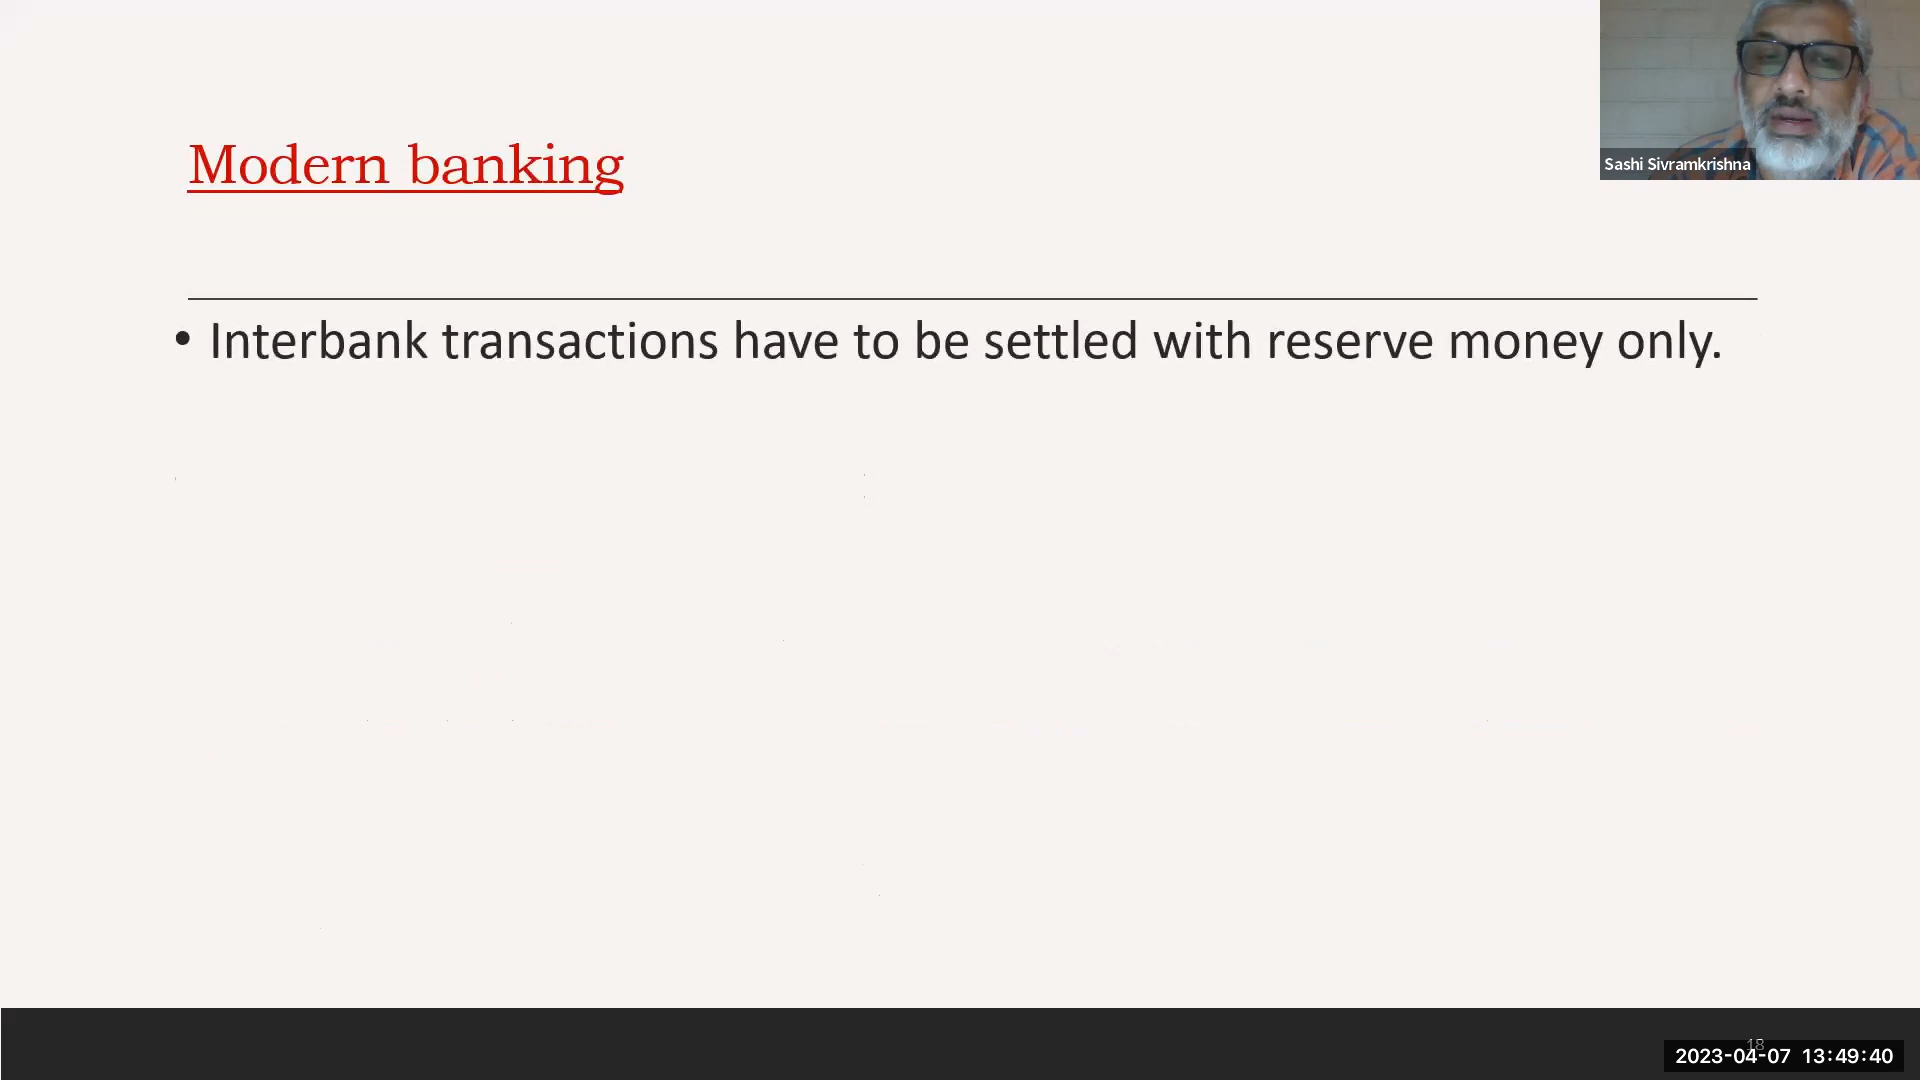 Modern banking
Sashi Sivramkrishna
• Interbank transactions have to be settled with reserve money only.
18
2023-04-07 13:49:40